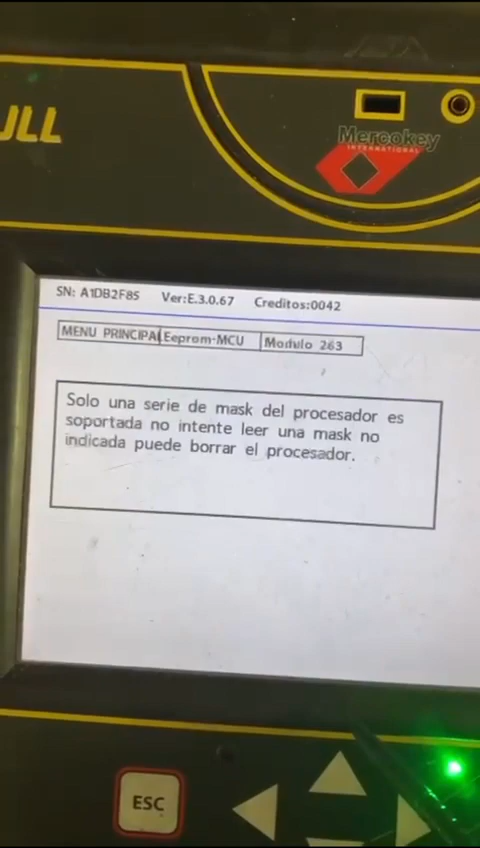 ULL
Mercokey
INTERNATIONAL
SN: A1DB2F85 Ver:E.3.0.67 Creditos:0042
MENU PRINCIPAL Eeprom-MCU Modulo 263
Solo una serie de mask del procesador es
soportada no intente leer una mask no
indicada puede borrar el procesador.
ESC